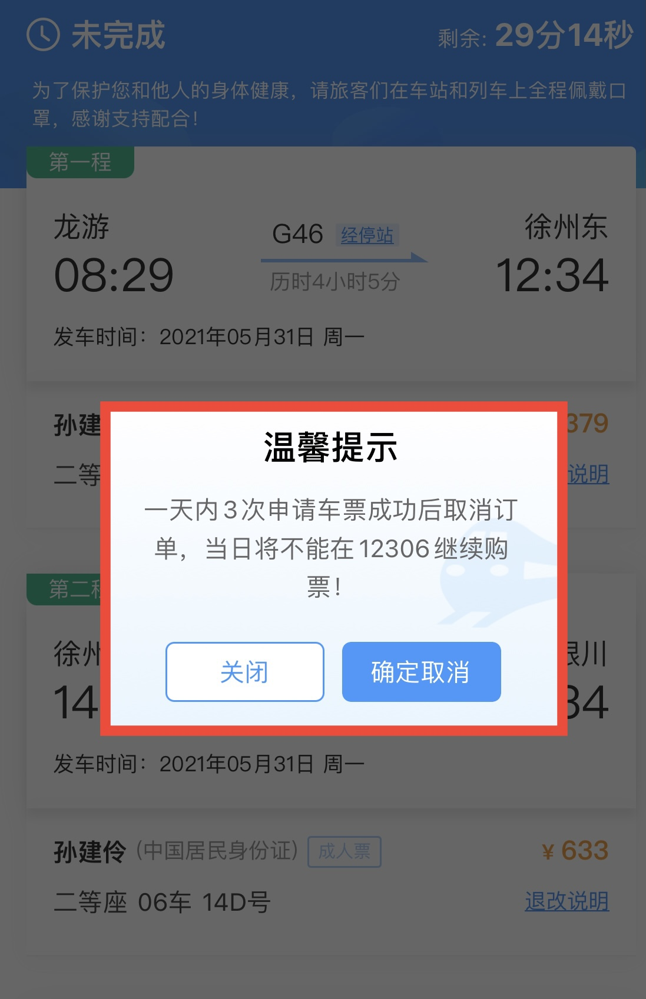 未完成
剩余: 29分14秒
为了保护您和他人的身体健康，请旅客们在车站和列车上全程佩戴口
罩，感谢支持配合！
第一程
龙游 G46 经停站 徐州东
08:29 历时4小时5分 12:34
发车时间：2021年05月31日 周一
孙建 379
二等 说明
温馨提示
一天内3次申请车票成功后取消订
单，当日将不能在12306继续购
票！
关闭 确定取消
第二
徐州 银川
14 34
发车时间：2021年05月31日 周一
孙建伶 (中国居民身份证) 成人票 ¥ 633
二等座 06车 14D号 退改说明